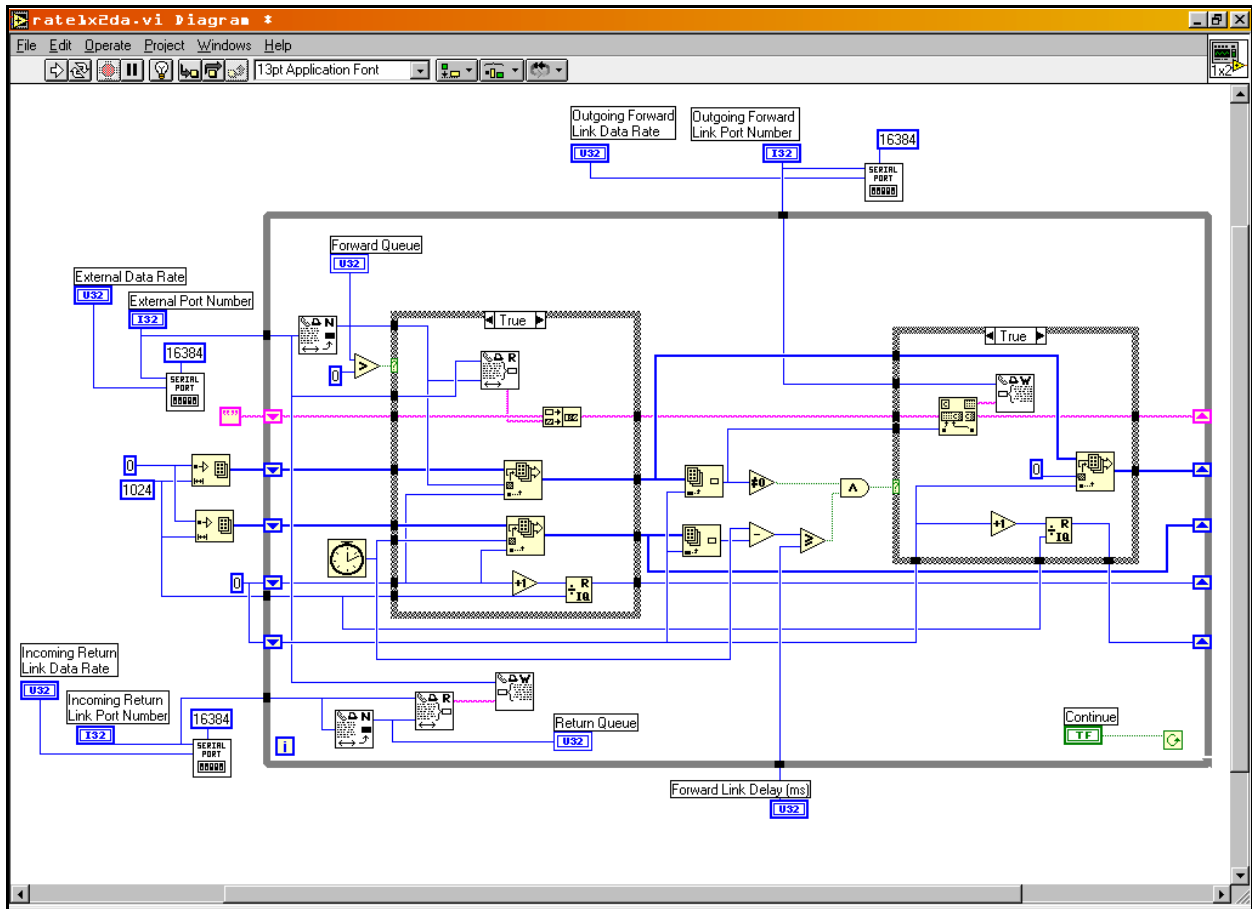 rate1x2da.vi Diagram *
File Edit Operate Project Windows Help
13pt Application Font
1x2
Outgoing Forward
Link Data Rate
U32
Outgoing Forward
Link Port Number
I32
16384
SERIAL
PORT
Forward Queue
U32
External Data Rate
U32
External Port Number
I32
16384
SERIAL
PORT
N
>
0
True
R
True
W
""
0
1024
≠0
∧
-
≥
0
+1
R
IQ
0
+1
R
IQ
Incoming Return
Link Data Rate
U32
Incoming Return
Link Port Number
I32
16384
SERIAL
PORT
i
N
R
W
Return Queue
U32
Continue
TF
Forward Link Delay (ms)
U32